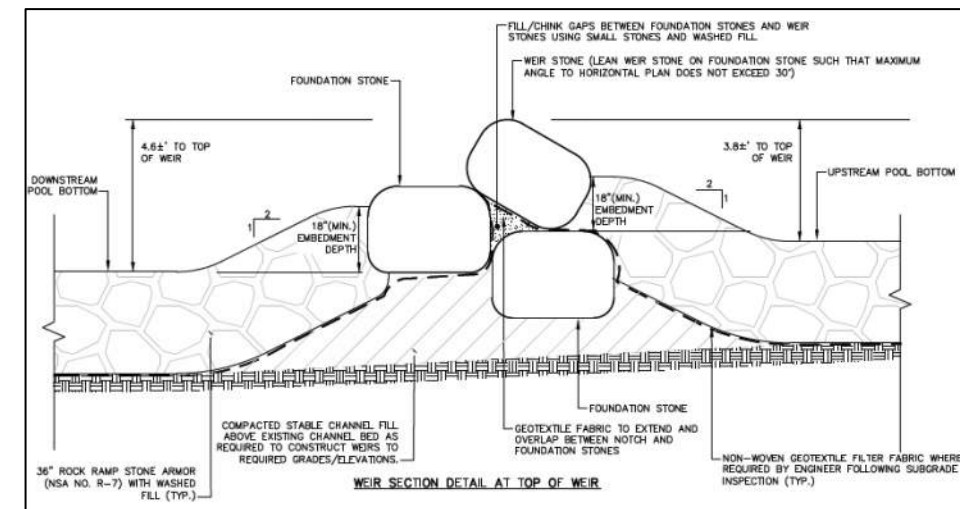 FILL/CHINK GAPS BETWEEN FOUNDATION STONES AND WEIR
STONES USING SMALL STONES AND WASHED FILL
WEIR STONE (LEAN WEIR STONE ON FOUNDATION STONE SUCH THAT MAXIMUM
ANGLE TO HORIZONTAL PLAN DOES NOT EXCEED 30°)
FOUNDATION STONE
4.6±' TO TOP
OF WEIR
3.8±' TO TOP
OF WEIR
DOWNSTREAM
POOL BOTTOM
UPSTREAM POOL BOTTOM
2
1
18"(MIN.)
EMBEDMENT
DEPTH
18"(MIN.)
EMBEDMENT
DEPTH
2
1
FOUNDATION STONE
COMPACTED STABLE CHANNEL FILL
ABOVE EXISTING CHANNEL BED AS
REQUIRED TO CONSTRUCT WEIRS TO
REQUIRED GRADES/ELEVATIONS.
GEOTEXTILE FABRIC TO EXTEND AND
OVERLAP BETWEEN NOTCH AND
FOUNDATION STONES
NON-WOVEN GEOTEXTILE FILTER FABRIC WHERE
REQUIRED BY ENGINEER FOLLOWING SUBGRADE
INSPECTION (TYP.)
36" ROCK RAMP STONE ARMOR
(NSA NO. R-7) WITH WASHED
FILL (TYP.)
WEIR SECTION DETAIL AT TOP OF WEIR